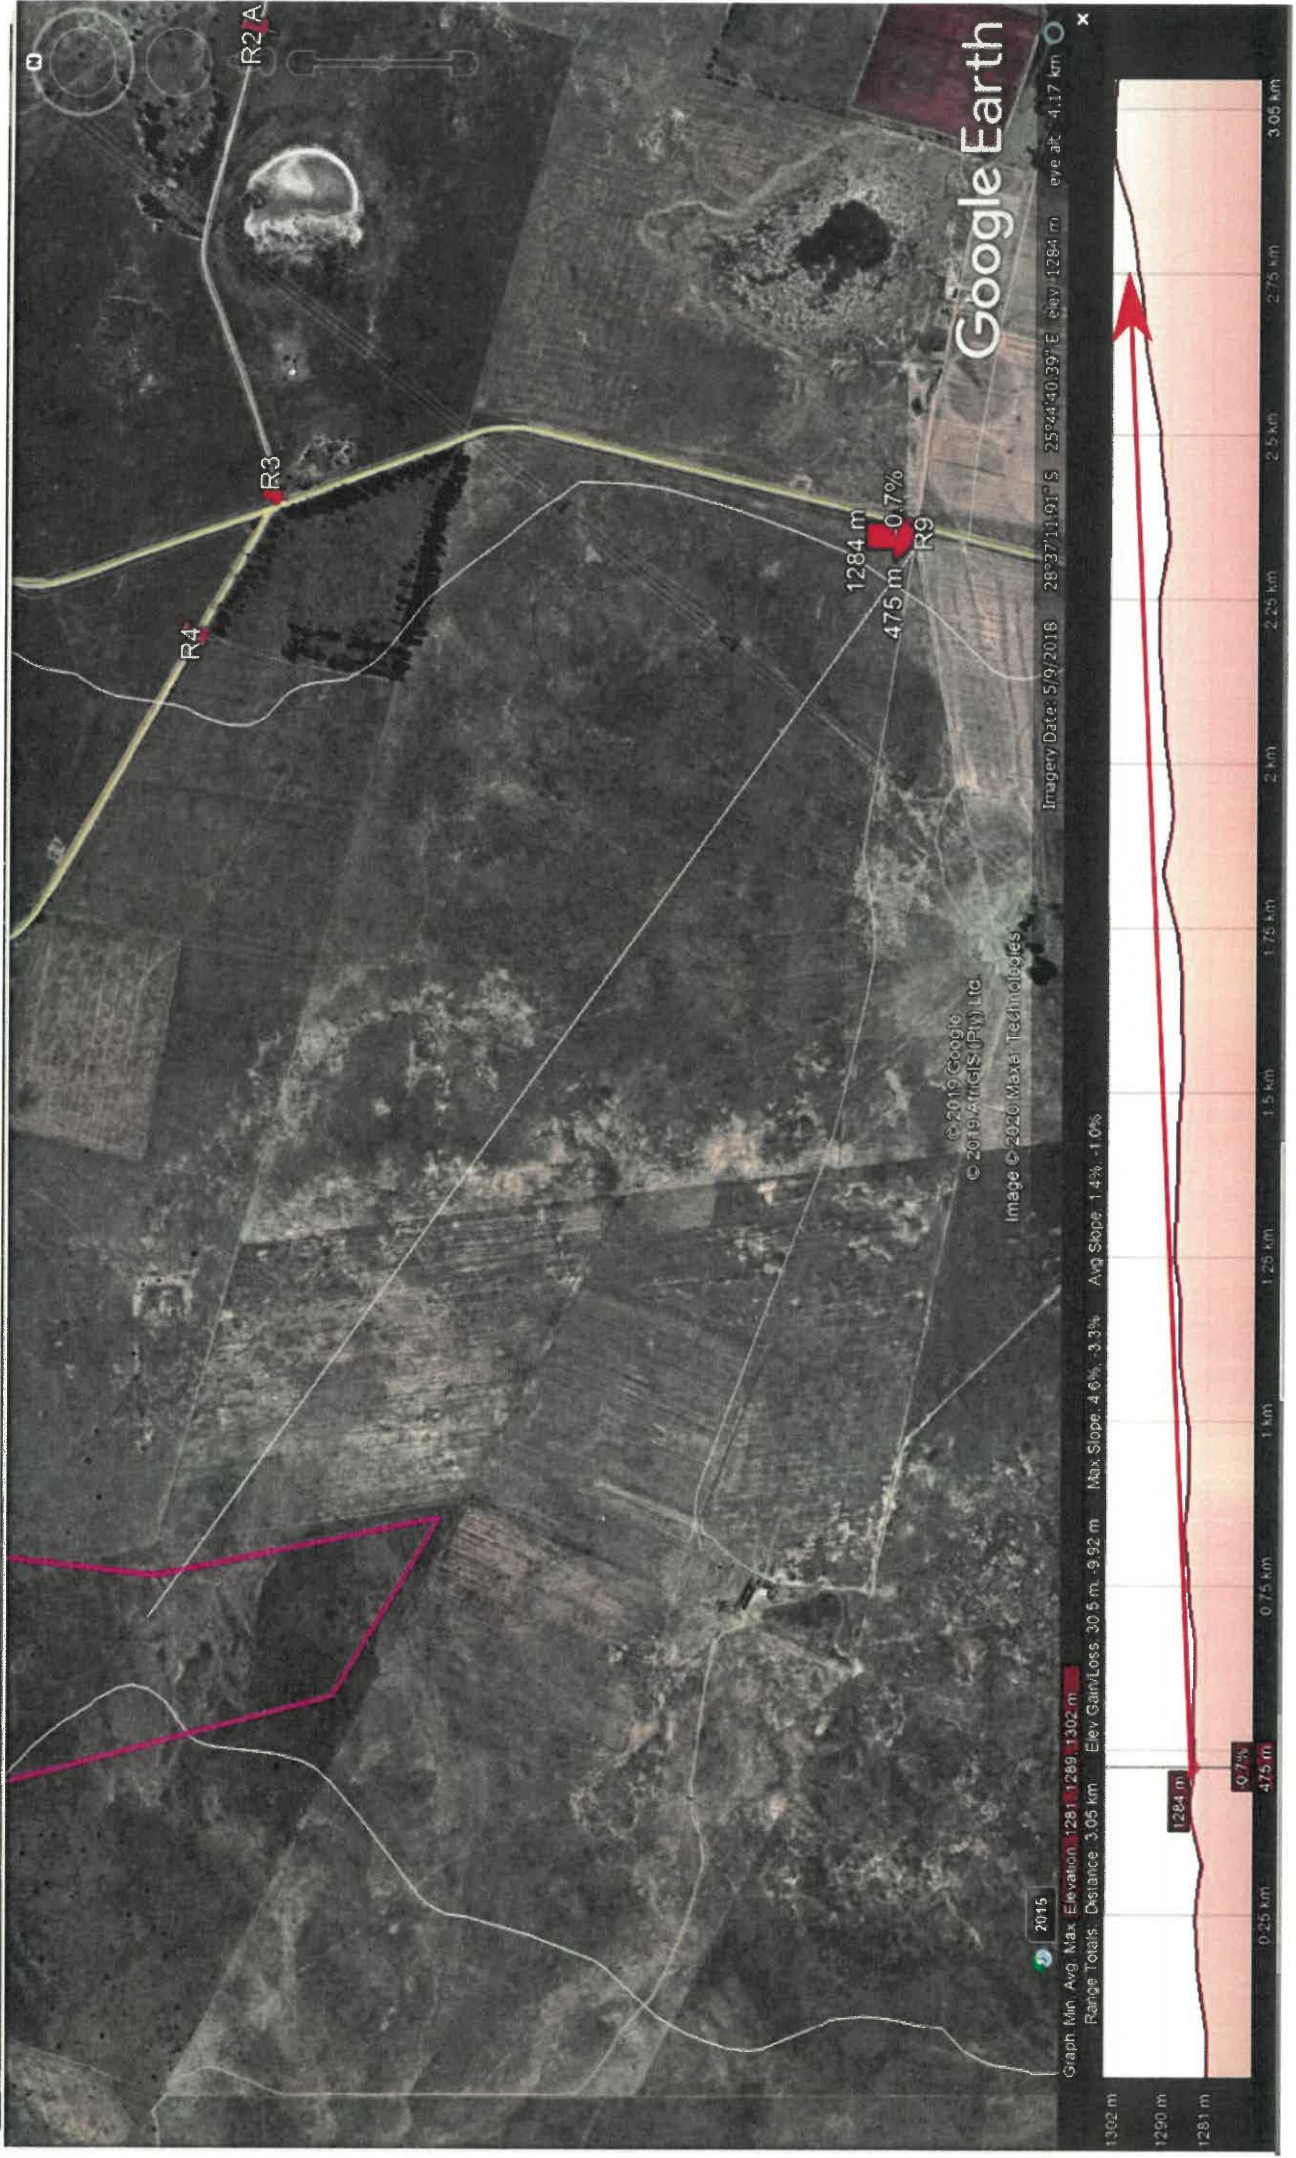 N
R2A
R3
R4
1284 m
-0.7%
475 m
R9
Google Earth
© 2019 Google
© 2019 AfriGIS (Pty) Ltd.
Image © 2020 Maxar Technologies
2015
Imagery Date: 5/9/2018 28°37'11.91" S 25°44'40.39" E elev 1284 m eye alt 4.17 km
Graph: Min, Avg, Max Elevation: 1281, 1289, 1302 m
Range Totals: Distance: 3.05 km Elev Gain/Loss: 30.5 m, -9.92 m Max Slope: 4.6%, -3.3% Avg Slope: 1.4%, -1.0%
1302 m
1290 m
1281 m
1284 m
-0.7%
475 m
0.25 km 0.75 km 1 km 1.25 km 1.5 km 1.75 km 2 km 2.25 km 2.5 km 2.75 km 3.05 km